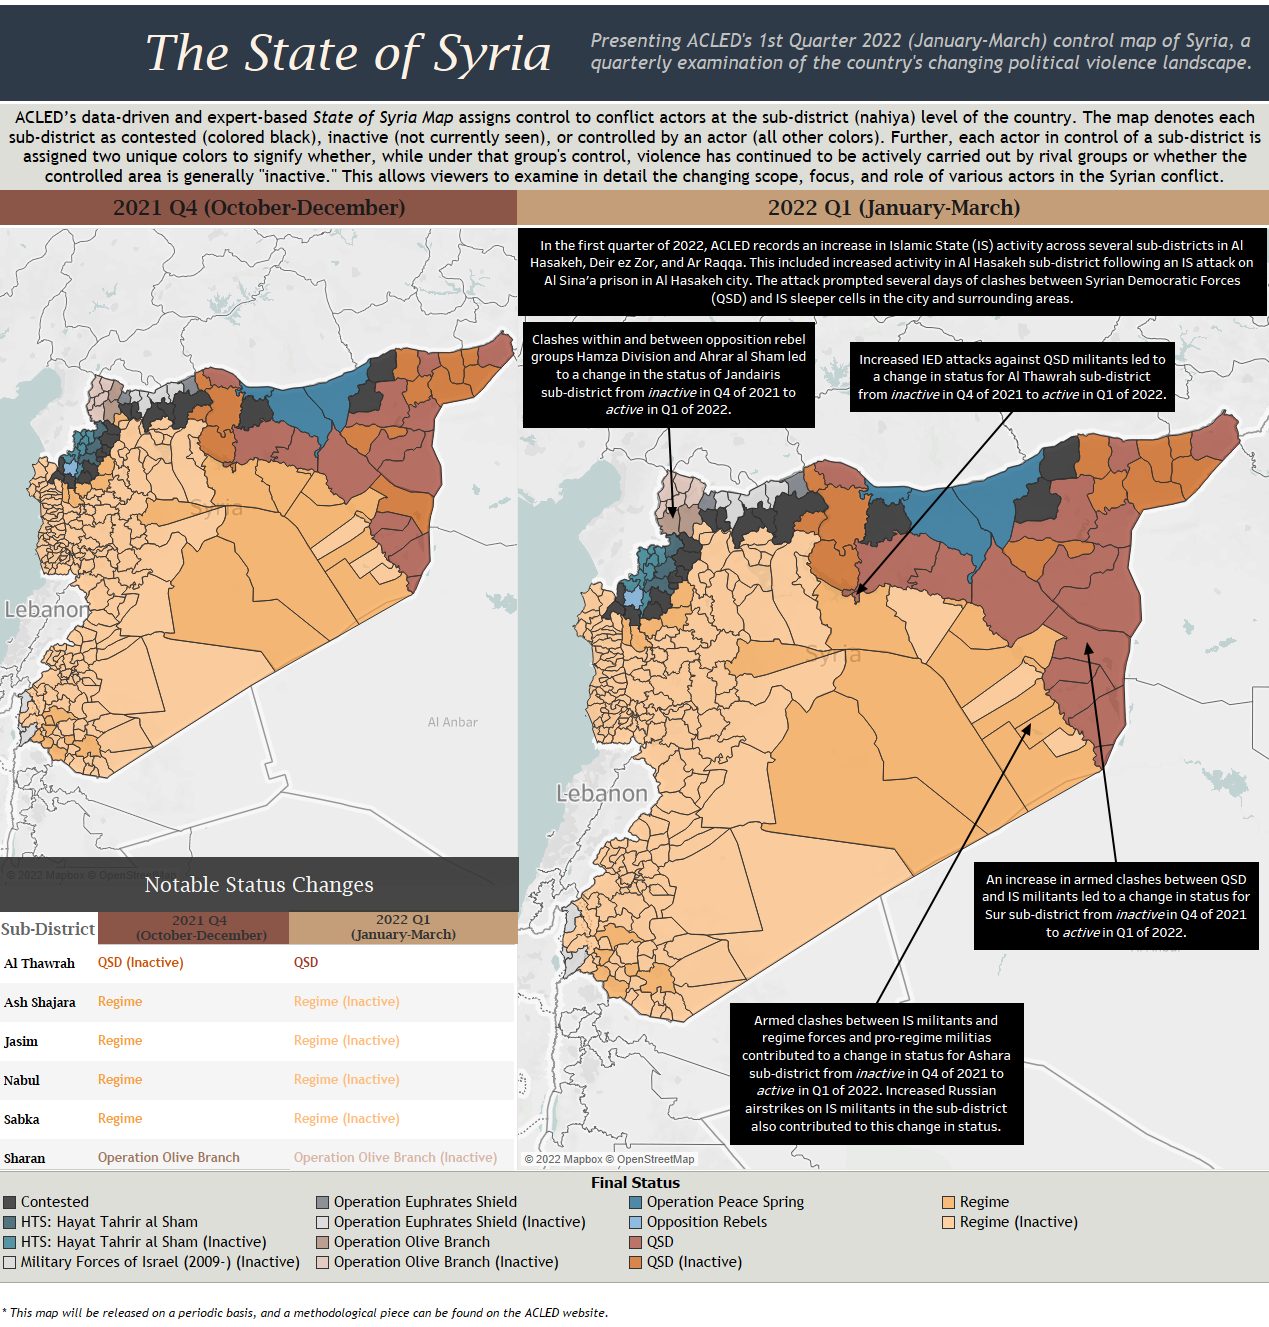 The State of Syria
Presenting ACLED's 1st Quarter 2022 (January-March) control map of Syria, a
quarterly examination of the country's changing political violence landscape.
ACLED's data-driven and expert-based State of Syria Map assigns control to conflict actors at the sub-district (nahiya) level of the country. The map denotes each
sub-district as contested (colored black), inactive (not currently seen), or controlled by an actor (all other colors). Further, each actor in control of a sub-district is
assigned two unique colors to signify whether, while under that group's control, violence has continued to be actively carried out by rival groups or whether the
controlled area is generally "inactive." This allows viewers to examine in detail the changing scope, focus, and role of various actors in the Syrian conflict.
2021 Q4 (October-December)
2022 Q1 (January-March)
In the first quarter of 2022, ACLED records an increase in Islamic State (IS) activity across several sub-districts in Al
Hasakeh, Deir ez Zor, and Ar Raqqa. This included increased activity in Al Hasakeh sub-district following an IS attack on
Al Sina'a prison in Al Hasakeh city. The attack prompted several days of clashes between Syrian Democratic Forces
(QSD) and IS sleeper cells in the city and surrounding areas.
Clashes within and between opposition rebel
groups Hamza Division and Ahrar al Sham led
to a change in the status of Jandairis
sub-district from inactive in Q4 of 2021 to
active in Q1 of 2022.
Increased IED attacks against QSD militants led to
a change in status for Al Thawrah sub-district
from inactive in Q4 of 2021 to active in Q1 of 2022.
Syria
Lebanon
Al Anbar
Syria
Lebanon
An increase in armed clashes between QSD
and IS militants led to a change in status for
Sur sub-district from inactive in Q4 of 2021
to active in Q1 of 2022.
Armed clashes between IS militants and
regime forces and pro-regime militias
contributed to a change in status for Ashara
sub-district from inactive in Q4 of 2021 to
active in Q1 of 2022. Increased Russian
airstrikes on IS militants in the sub-district
also contributed to this change in status.
© 2022 Mapbox © OpenStreetMap
© 2022 Mapbox © OpenStreetMap
Notable Status Changes
Sub-District 2021 Q4 (October-December) 2022 Q1 (January-March)
Al Thawrah QSD (Inactive) QSD
Ash Shajara Regime Regime (Inactive)
Jasim Regime Regime (Inactive)
Nabul Regime Regime (Inactive)
Sabka Regime Regime (Inactive)
Sharan Operation Olive Branch Operation Olive Branch (Inactive)
Final Status
Contested
HTS: Hayat Tahrir al Sham
HTS: Hayat Tahrir al Sham (Inactive)
Military Forces of Israel (2009-) (Inactive)
Operation Euphrates Shield
Operation Euphrates Shield (Inactive)
Operation Olive Branch
Operation Olive Branch (Inactive)
Operation Peace Spring
Opposition Rebels
QSD
QSD (Inactive)
Regime
Regime (Inactive)
* This map will be released on a periodic basis, and a methodological piece can be found on the ACLED website.